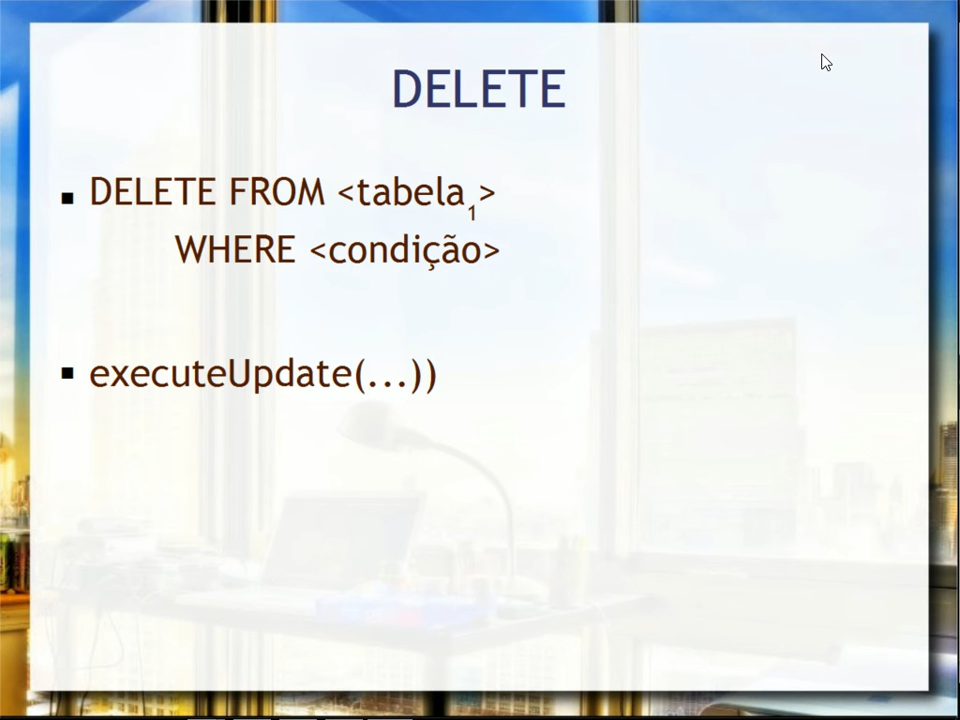 DELETE
▪ DELETE FROM <tabela₁>
WHERE <condição>
▪ executeUpdate(...))